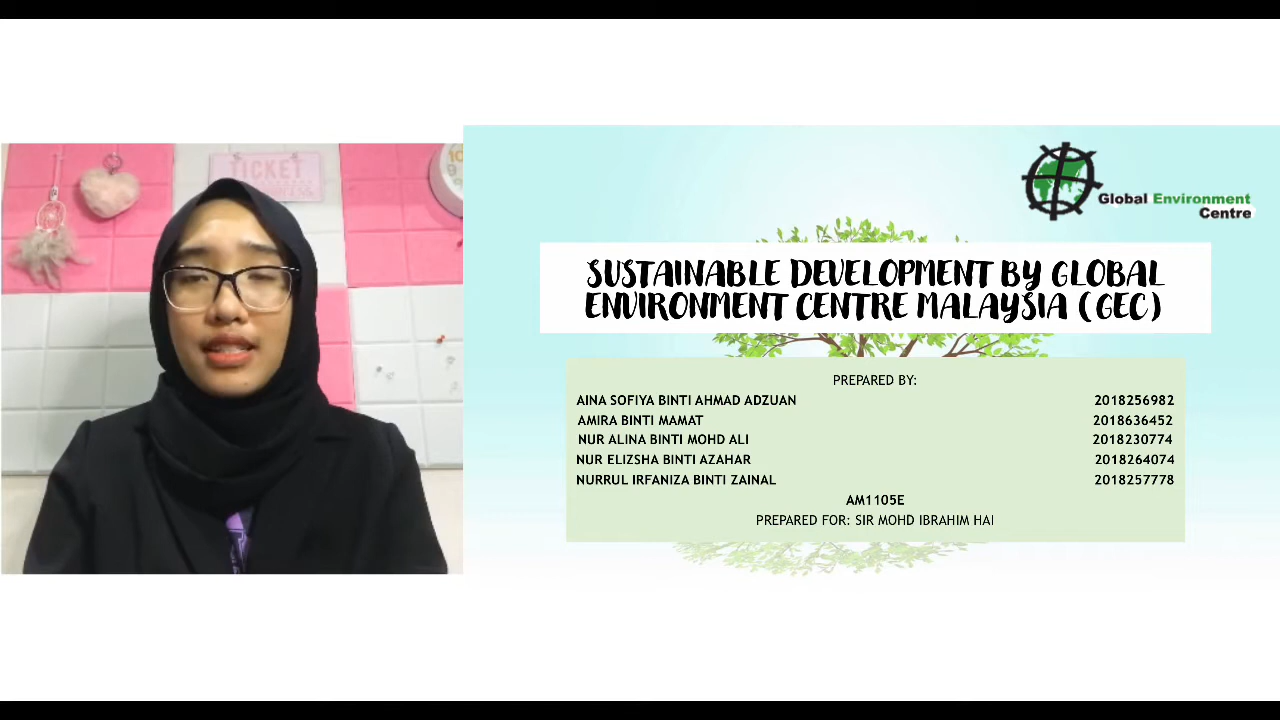 TICKET
10
9
Global Environment
Centre
SUSTAINABLE DEVELOPMENT BY GLOBAL
ENVIRONMENT CENTRE MALAYSIA (GEC)
PREPARED BY:
AINA SOFIYA BINTI AHMAD ADZUAN 2018256982
AMIRA BINTI MAMAT 2018636452
NUR ALINA BINTI MOHD ALI 2018230774
NUR ELIZSHA BINTI AZAHAR 2018264074
NURRUL IRFANIZA BINTI ZAINAL 2018257778
AM1105E
PREPARED FOR: SIR MOHD IBRAHIM HAI